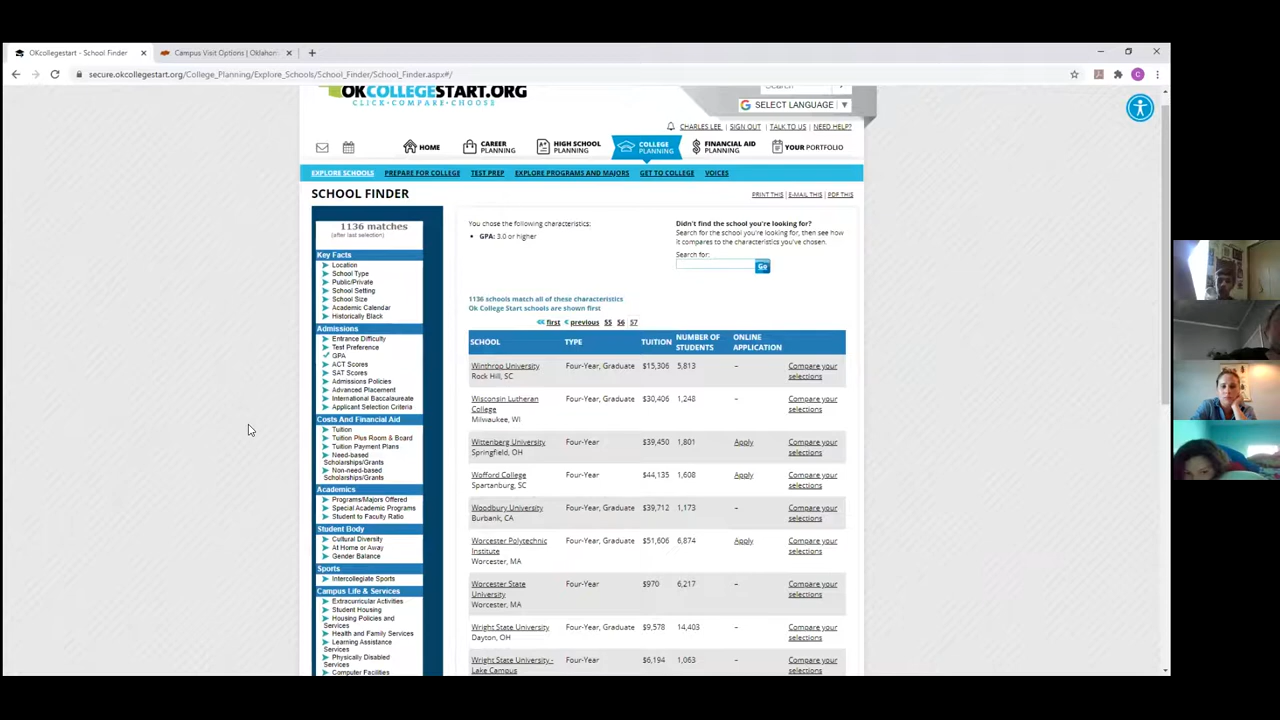 OKcollegestart - School Finder
Campus Visit Options | Oklahom
secure.okcollegestart.org/College_Planning/Explore_Schools/School_Finder/School_Finder.aspx#/
C
OKCOLLEGESTART.ORG
CLICK•COMPARE•CHOOSE
Search
SELECT LANGUAGE
CHARLES LEE | SIGN OUT | TALK TO US | NEED HELP?
HOME
CAREER PLANNING
HIGH SCHOOL PLANNING
COLLEGE PLANNING
FINANCIAL AID PLANNING
YOUR PORTFOLIO
EXPLORE SCHOOLS
PREPARE FOR COLLEGE
TEST PREP
EXPLORE PROGRAMS AND MAJORS
GET TO COLLEGE
VOICES
SCHOOL FINDER
PRINT THIS | E-MAIL THIS | PDF THIS
1136 matches
(after last selection)
Key Facts
Location
School Type
Public/Private
School Setting
School Size
Academic Calendar
Historically Black
Admissions
Entrance Difficulty
Test Preference
GPA
ACT Scores
SAT Scores
Admissions Policies
Advanced Placement
International Baccalaureate
Applicant Selection Criteria
Costs And Financial Aid
Tuition
Tuition Plus Room & Board
Tuition Payment Plans
Need-based
Scholarships/Grants
Non-need-based
Scholarships/Grants
Academics
Programs/Majors Offered
Special Academic Programs
Student to Faculty Ratio
Student Body
Cultural Diversity
At Home or Away
Gender Balance
Sports
Intercollegiate Sports
Campus Life & Services
Extracurricular Activities
Student Housing
Housing Policies and
Services
Health and Family Services
Learning Assistance
Services
Physically Disabled
Services
Computer Facilities
You chose the following characteristics:
• GPA: 3.0 or higher
Didn't find the school you're looking for?
Search for the school you're looking for, then see how
it compares to the characteristics you've chosen.
Search for:
Go
1136 schools match all of these characteristics
Ok College Start schools are shown first
first previous 55 56 57
SCHOOL TYPE TUITION NUMBER OF STUDENTS ONLINE APPLICATION
Winthrop University Four-Year, Graduate $15,306 5,813 – Compare your selections
Rock Hill, SC
Wisconsin Lutheran College Four-Year, Graduate $30,406 1,248 – Compare your selections
Milwaukee, WI
Wittenberg University Four-Year $39,450 1,801 Apply Compare your selections
Springfield, OH
Wofford College Four-Year $44,135 1,608 Apply Compare your selections
Spartanburg, SC
Woodbury University Four-Year, Graduate $39,712 1,173 – Compare your selections
Burbank, CA
Worcester Polytechnic Institute Four-Year, Graduate $51,606 6,874 Apply Compare your selections
Worcester, MA
Worcester State University Four-Year $970 6,217 – Compare your selections
Worcester, MA
Wright State University Four-Year, Graduate $9,578 14,403 – Compare your selections
Dayton, OH
Wright State University - Lake Campus Four-Year $6,194 1,063 – Compare your selections